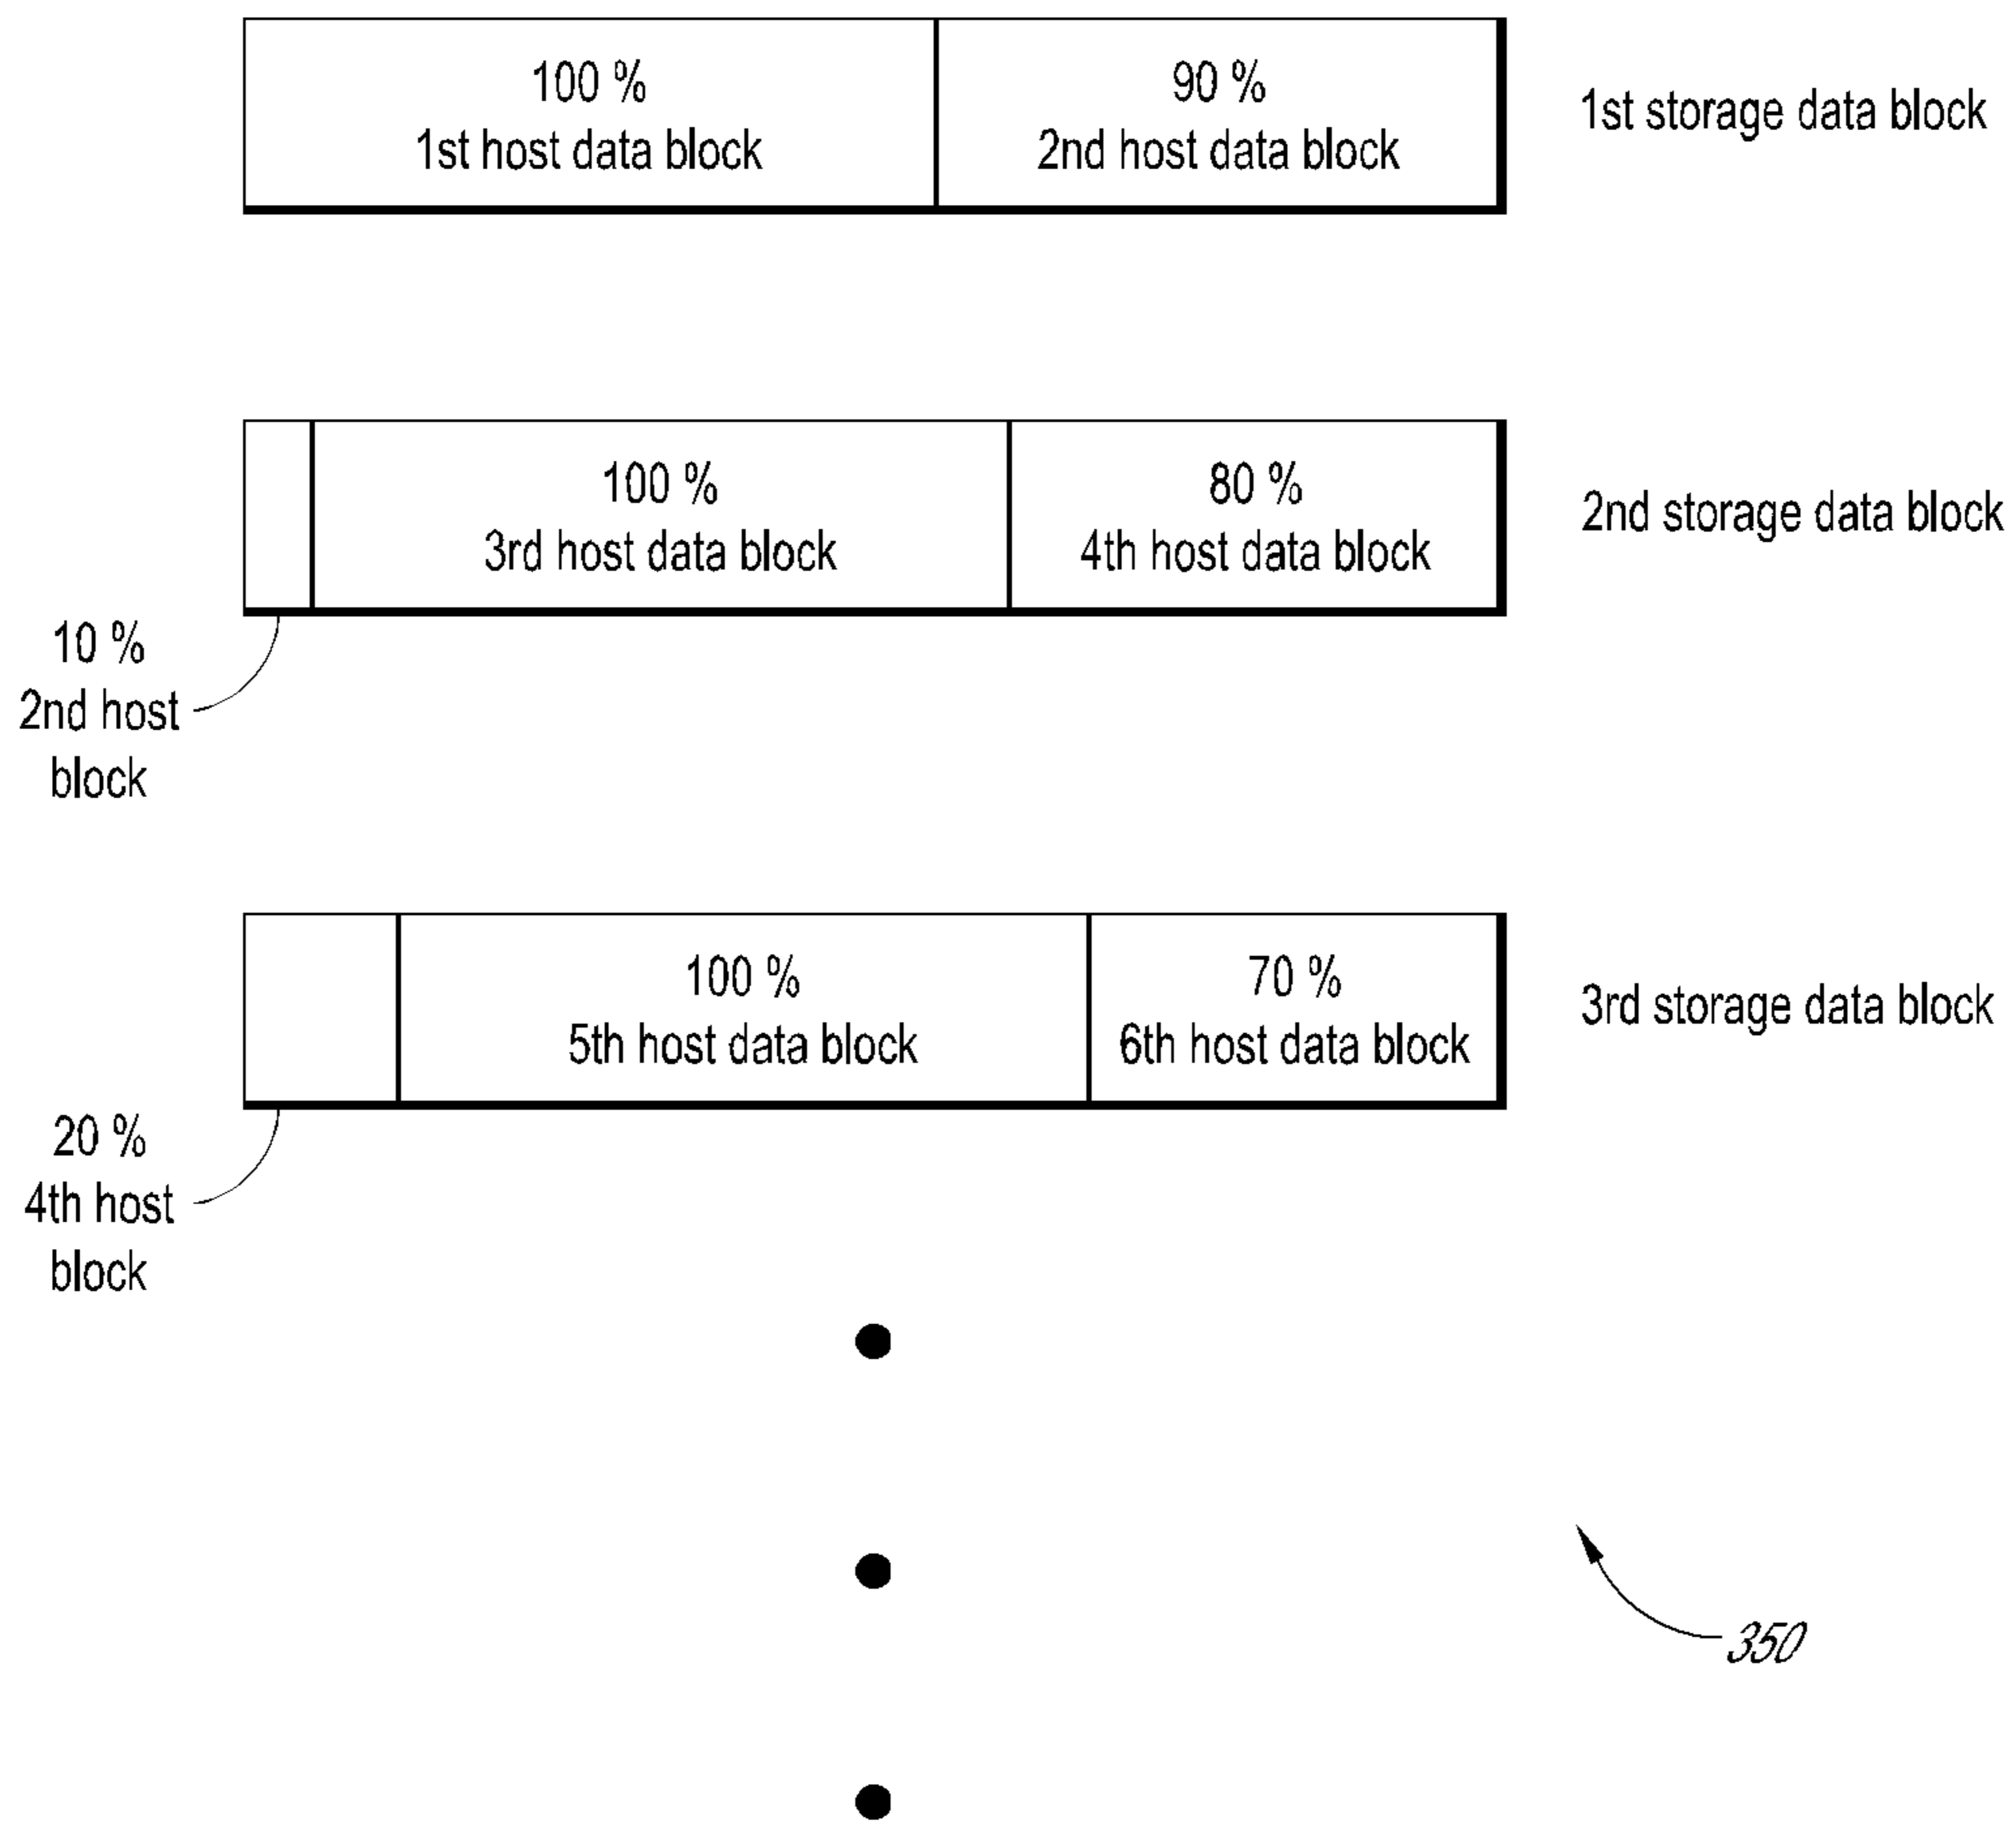 100 %
1st host data block
90 %
2nd host data block
1st storage data block
100 %
3rd host data block
80 %
4th host data block
2nd storage data block
10 %
2nd host
block
100 %
5th host data block
70 %
6th host data block
3rd storage data block
20 %
4th host
block
350